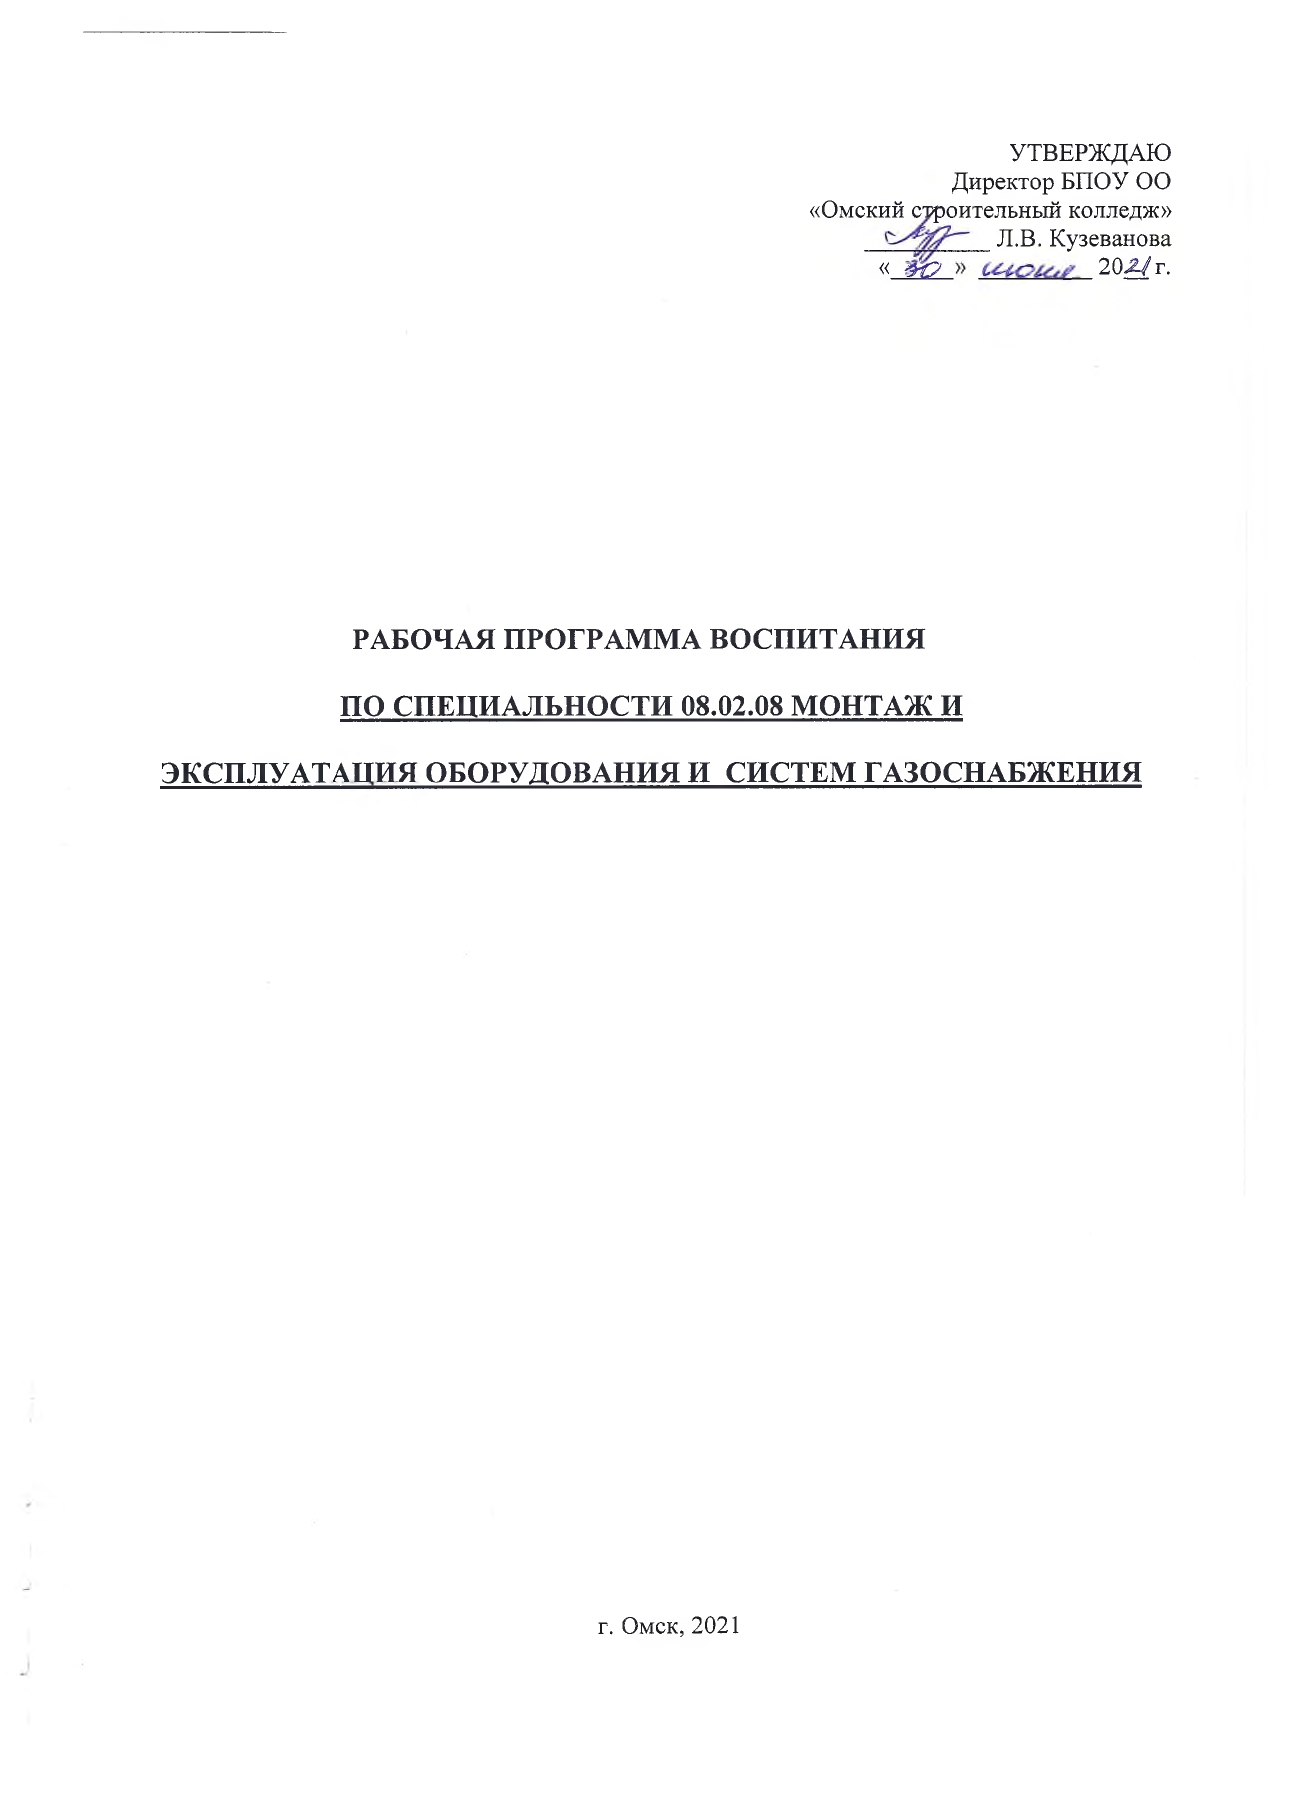 УТВЕРЖДАЮ
Директор БПОУ ОО
«Омский строительный колледж»
__________ Л.В. Кузеванова
«30» июня 2021 г.
РАБОЧАЯ ПРОГРАММА ВОСПИТАНИЯ
ПО СПЕЦИАЛЬНОСТИ 08.02.08 МОНТАЖ И
ЭКСПЛУАТАЦИЯ ОБОРУДОВАНИЯ И СИСТЕМ ГАЗОСНАБЖЕНИЯ
г. Омск, 2021